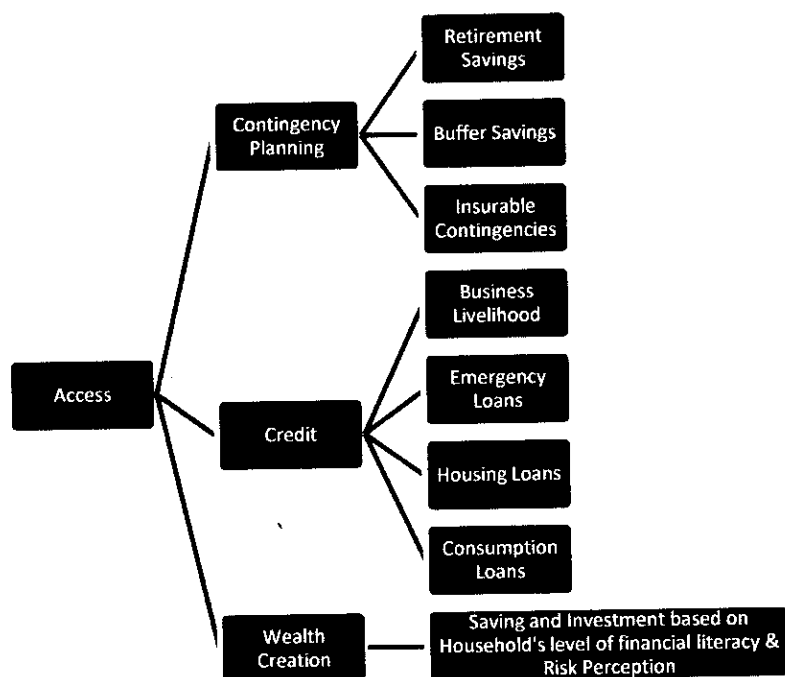 Retirement
Savings
Contingency
Planning
Buffer Savings
Insurable
Contingencies
Business
Livelihood
Access
Emergency
Loans
Credit
Housing Loans
Consumption
Loans
Wealth
Creation
Saving and Investment based on
Household's level of financial literacy &
Risk Perception